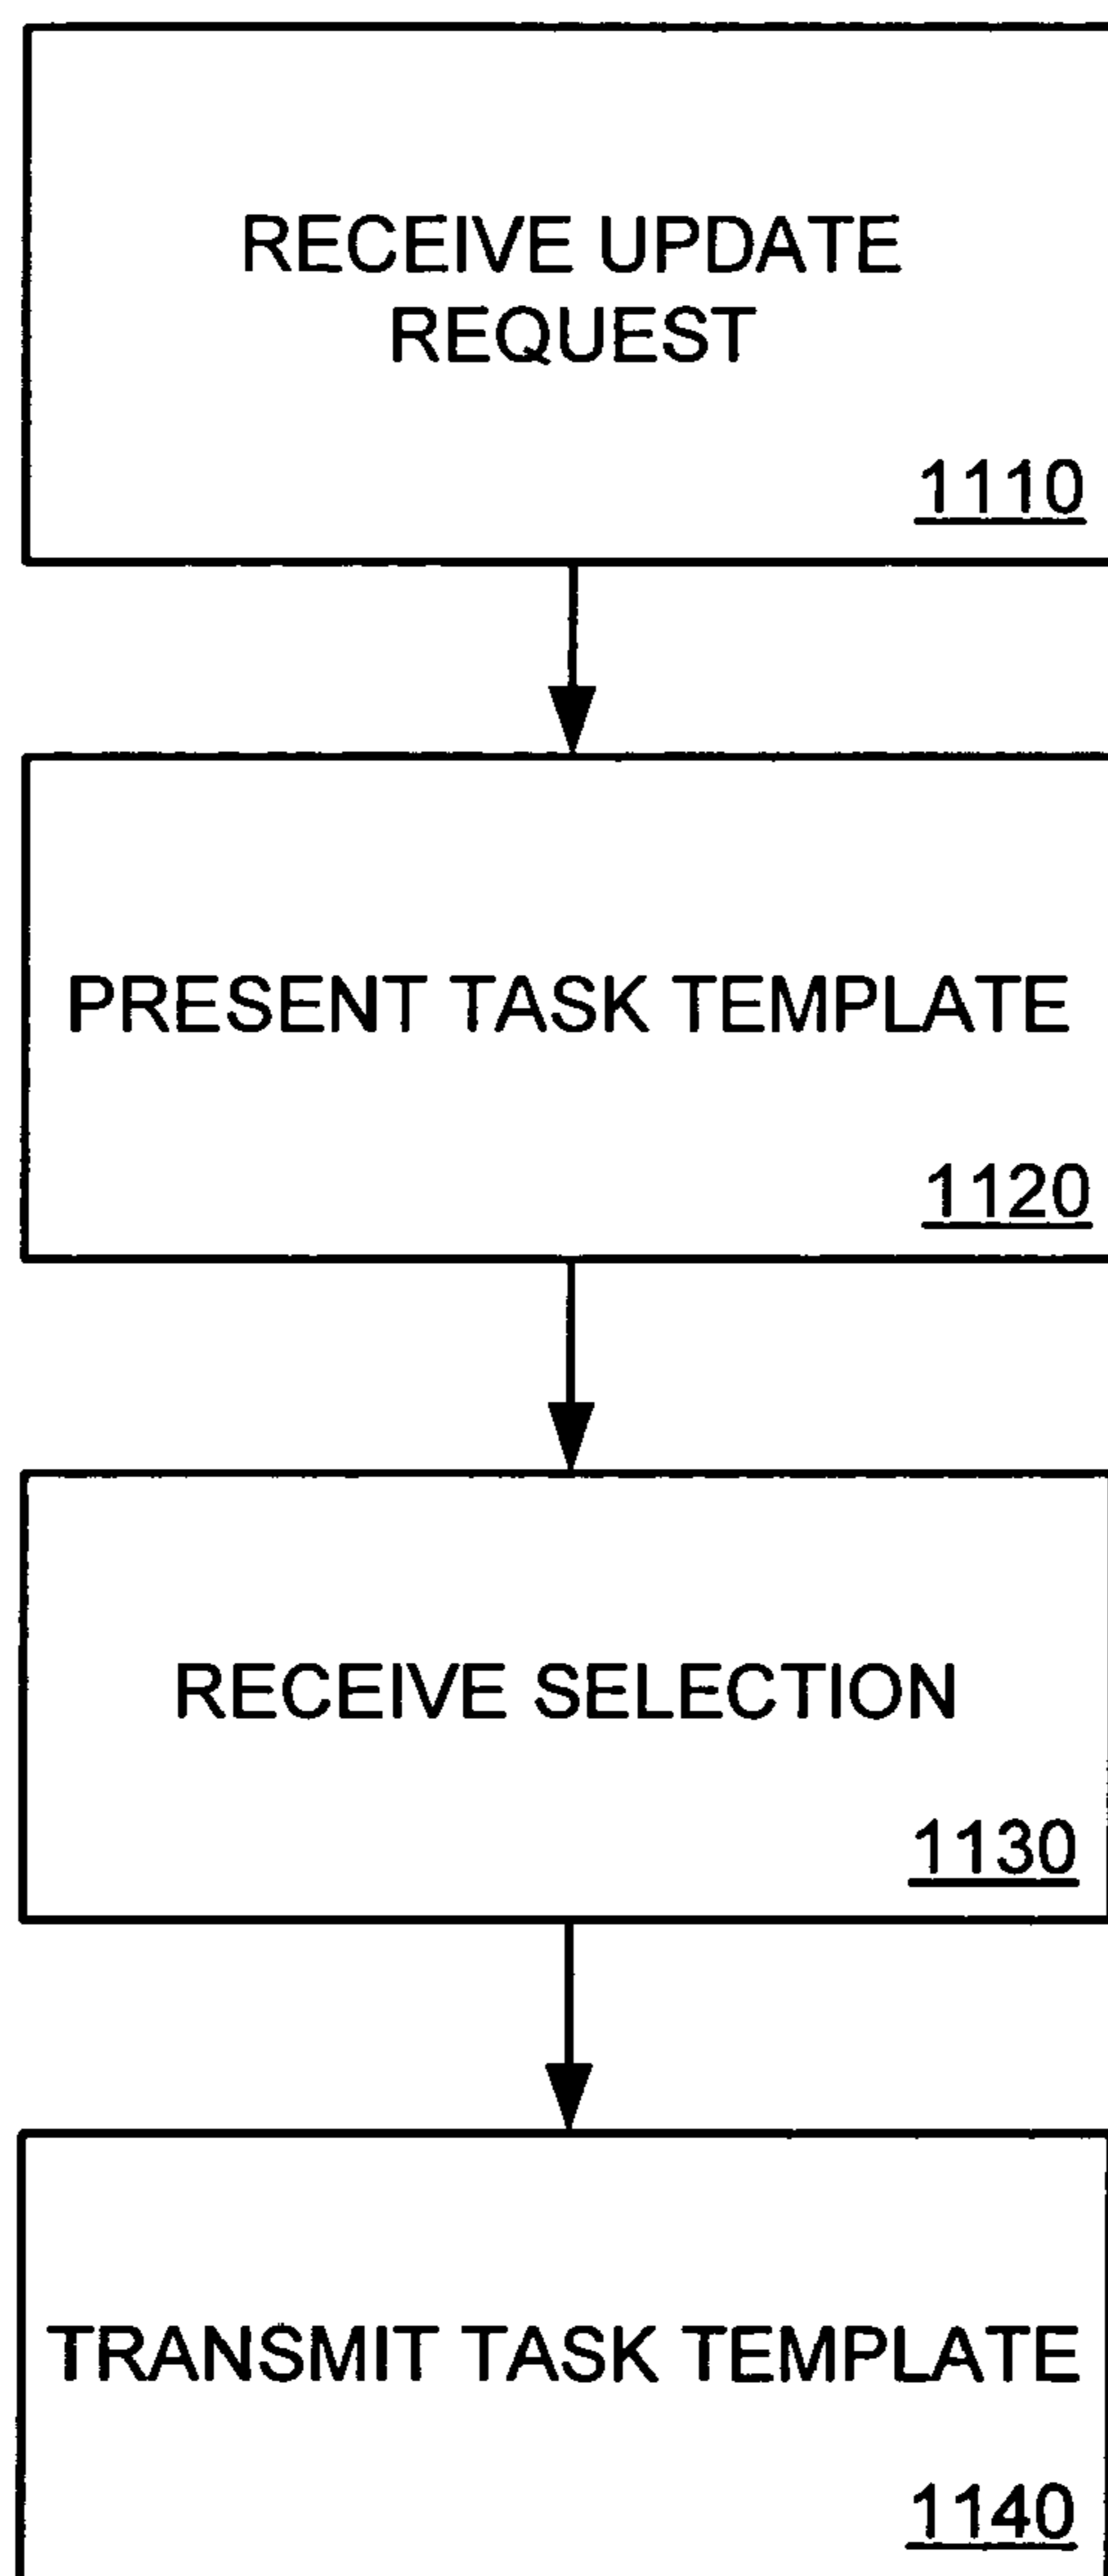 RECEIVE UPDATE
REQUEST
1110
PRESENT TASK TEMPLATE
1120
RECEIVE SELECTION
1130
TRANSMIT TASK TEMPLATE
1140